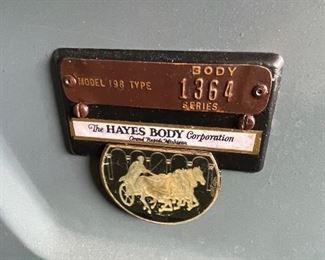 BODY
MODEL 198 TYPE 1364
SERIES
The HAYES BODY Corporation
Grand Rapids Michigan